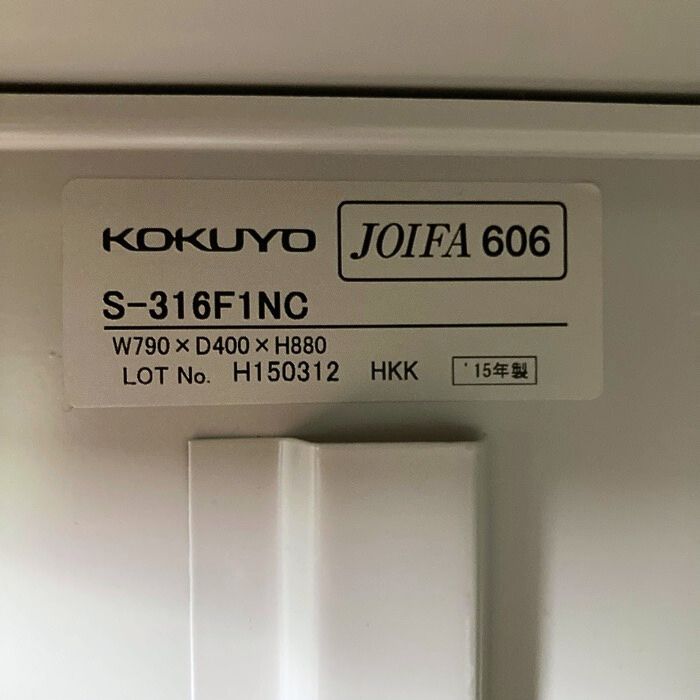 KOKUYO JOIFA 606
S-316F1NC
W790×D400×H880
LOT No. H150312 HKK '15年製